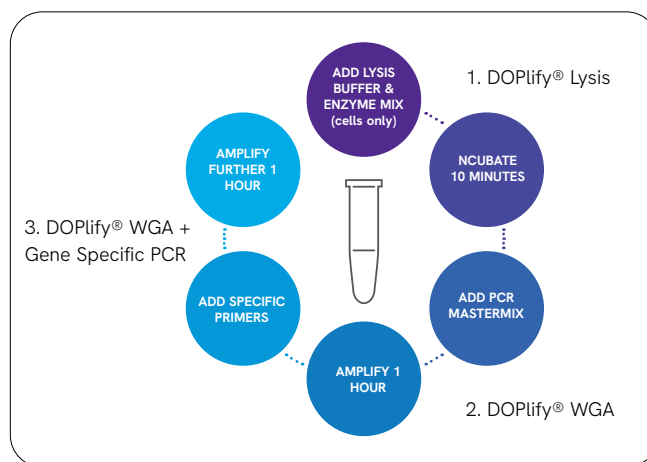 ADD LYSIS
BUFFER &
ENZYME MIX
(cells only)
1. DOPlify® Lysis
NCUBATE
10 MINUTES
ADD PCR
MASTERMIX
2. DOPlify® WGA
AMPLIFY 1
HOUR
3. DOPlify® WGA +
Gene Specific PCR
ADD SPECIFIC
PRIMERS
AMPLIFY
FURTHER 1
HOUR